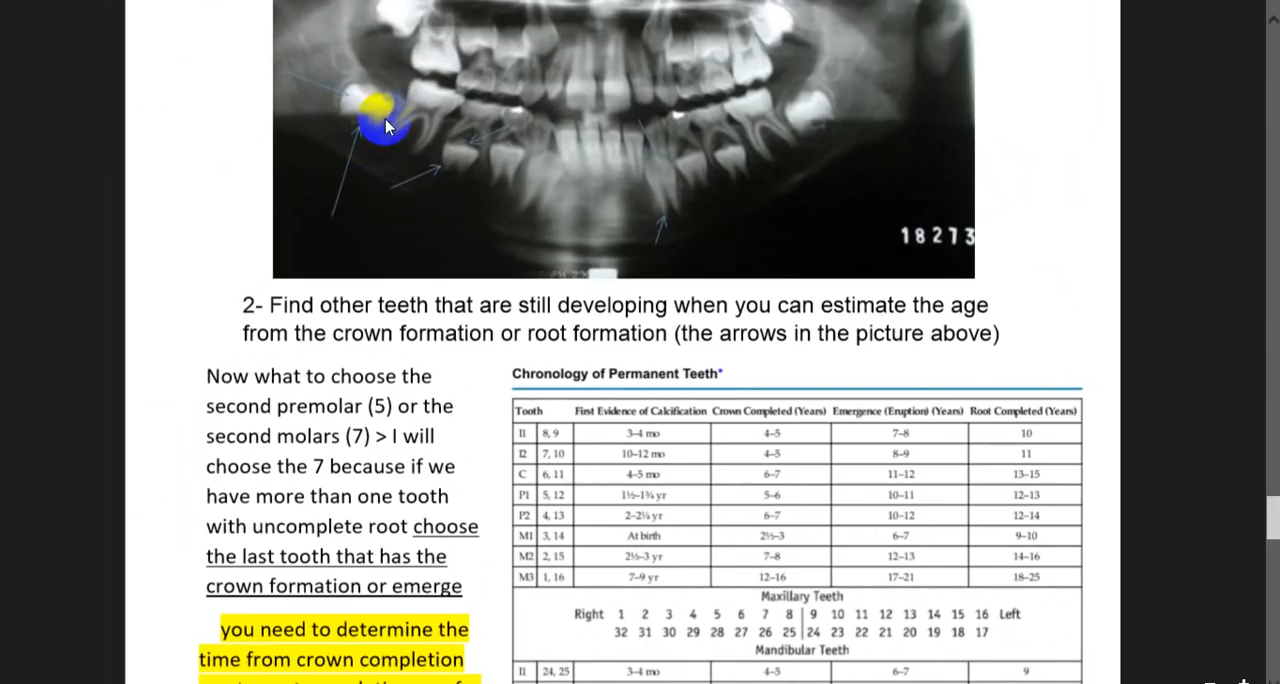 18273
2- Find other teeth that are still developing when you can estimate the age
from the crown formation or root formation (the arrows in the picture above)
Now what to choose the
second premolar (5) or the
second molars (7) > I will
choose the 7 because if we
have more than one tooth
with uncomplete root choose
the last tooth that has the
crown formation or emerge
you need to determine the
time from crown completion
Chronology of Permanent Teeth*
Tooth First Evidence of Calcification Crown Completed (Years) Emergence (Eruption) (Years) Root Completed (Years)
I1 8, 9 3–4 mo 4–5 7–8 10
I2 7, 10 10–12 mo 4–5 8–9 11
C 6, 11 4–5 mo 6–7 11–12 13–15
P1 5, 12 1½–1¾ yr 5–6 10–11 12–13
P2 4, 13 2–2¼ yr 6–7 10–12 12–14
M1 3, 14 At birth 2½–3 6–7 9–10
M2 2, 15 2½–3 yr 7–8 12–13 14–16
M3 1, 16 7–9 yr 12–16 17–21 18–25
Maxillary Teeth
Right 1 2 3 4 5 6 7 8 9 10 11 12 13 14 15 16 Left
32 31 30 29 28 27 26 25 24 23 22 21 20 19 18 17
Mandibular Teeth
I1 24, 25 3–4 mo 4–5 6–7 9